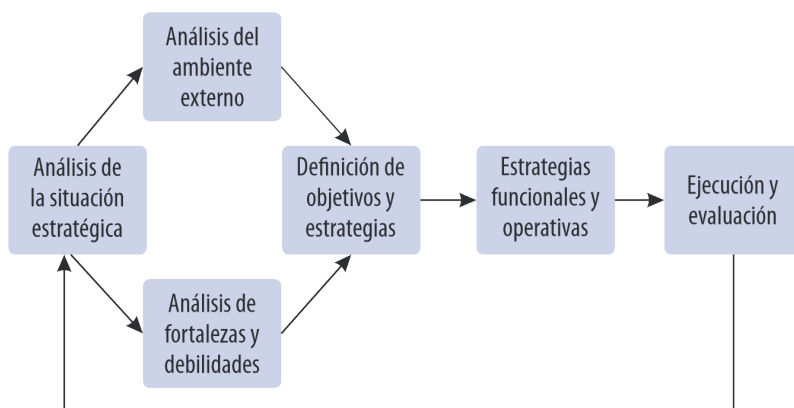 Análisis del
ambiente
externo
Análisis de
la situación
estratégica
Definición de
objetivos y
estrategias
Estrategias
funcionales y
operativas
Ejecución y
evaluación
Análisis de
fortalezas y
debilidades